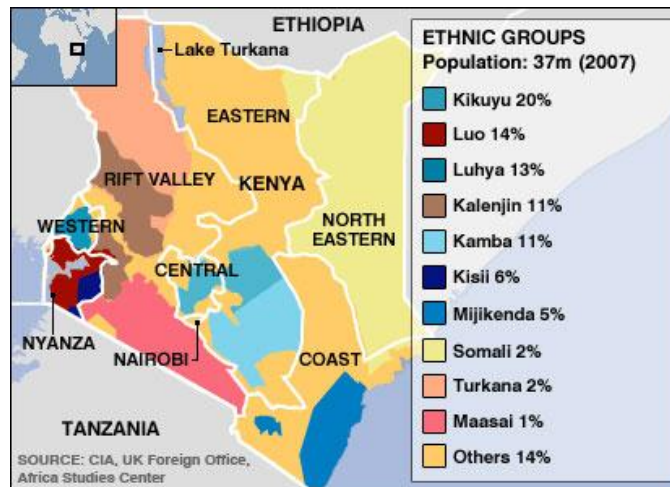 ETHIOPIA
Lake Turkana
EASTERN
RIFT VALLEY
KENYA
WESTERN
NORTH
EASTERN
CENTRAL
NYANZA
NAIROBI
COAST
TANZANIA
SOURCE: CIA, UK Foreign Office,
Africa Studies Center
ETHNIC GROUPS
Population: 37m (2007)
Kikuyu 20%
Luo 14%
Luhya 13%
Kalenjin 11%
Kamba 11%
Kisii 6%
Mijikenda 5%
Somali 2%
Turkana 2%
Maasai 1%
Others 14%